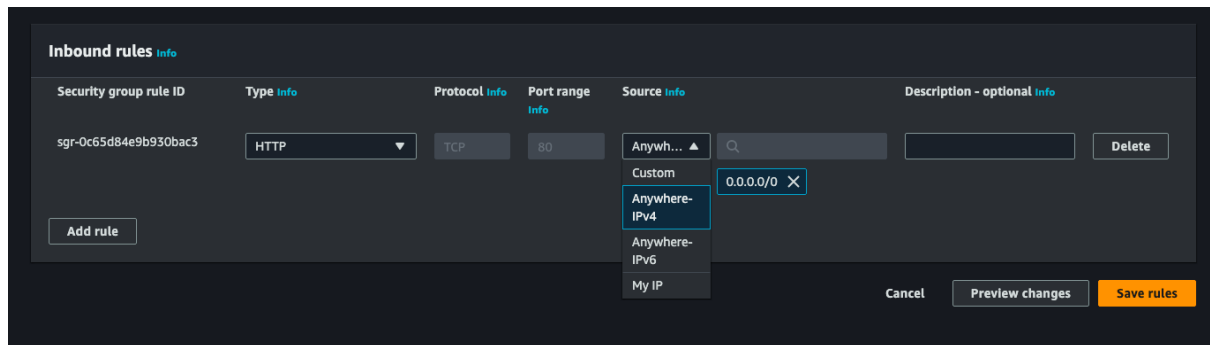 Inbound rules Info
Security group rule ID Type Info Protocol Info Port range Info Source Info Description - optional Info
sgr-0c65d84e9b930bac3 HTTP TCP 80 Anywh... Delete
Custom
0.0.0.0/0
Anywhere-
IPv4
Add rule
Anywhere-
IPv6
My IP
Cancel Preview changes Save rules